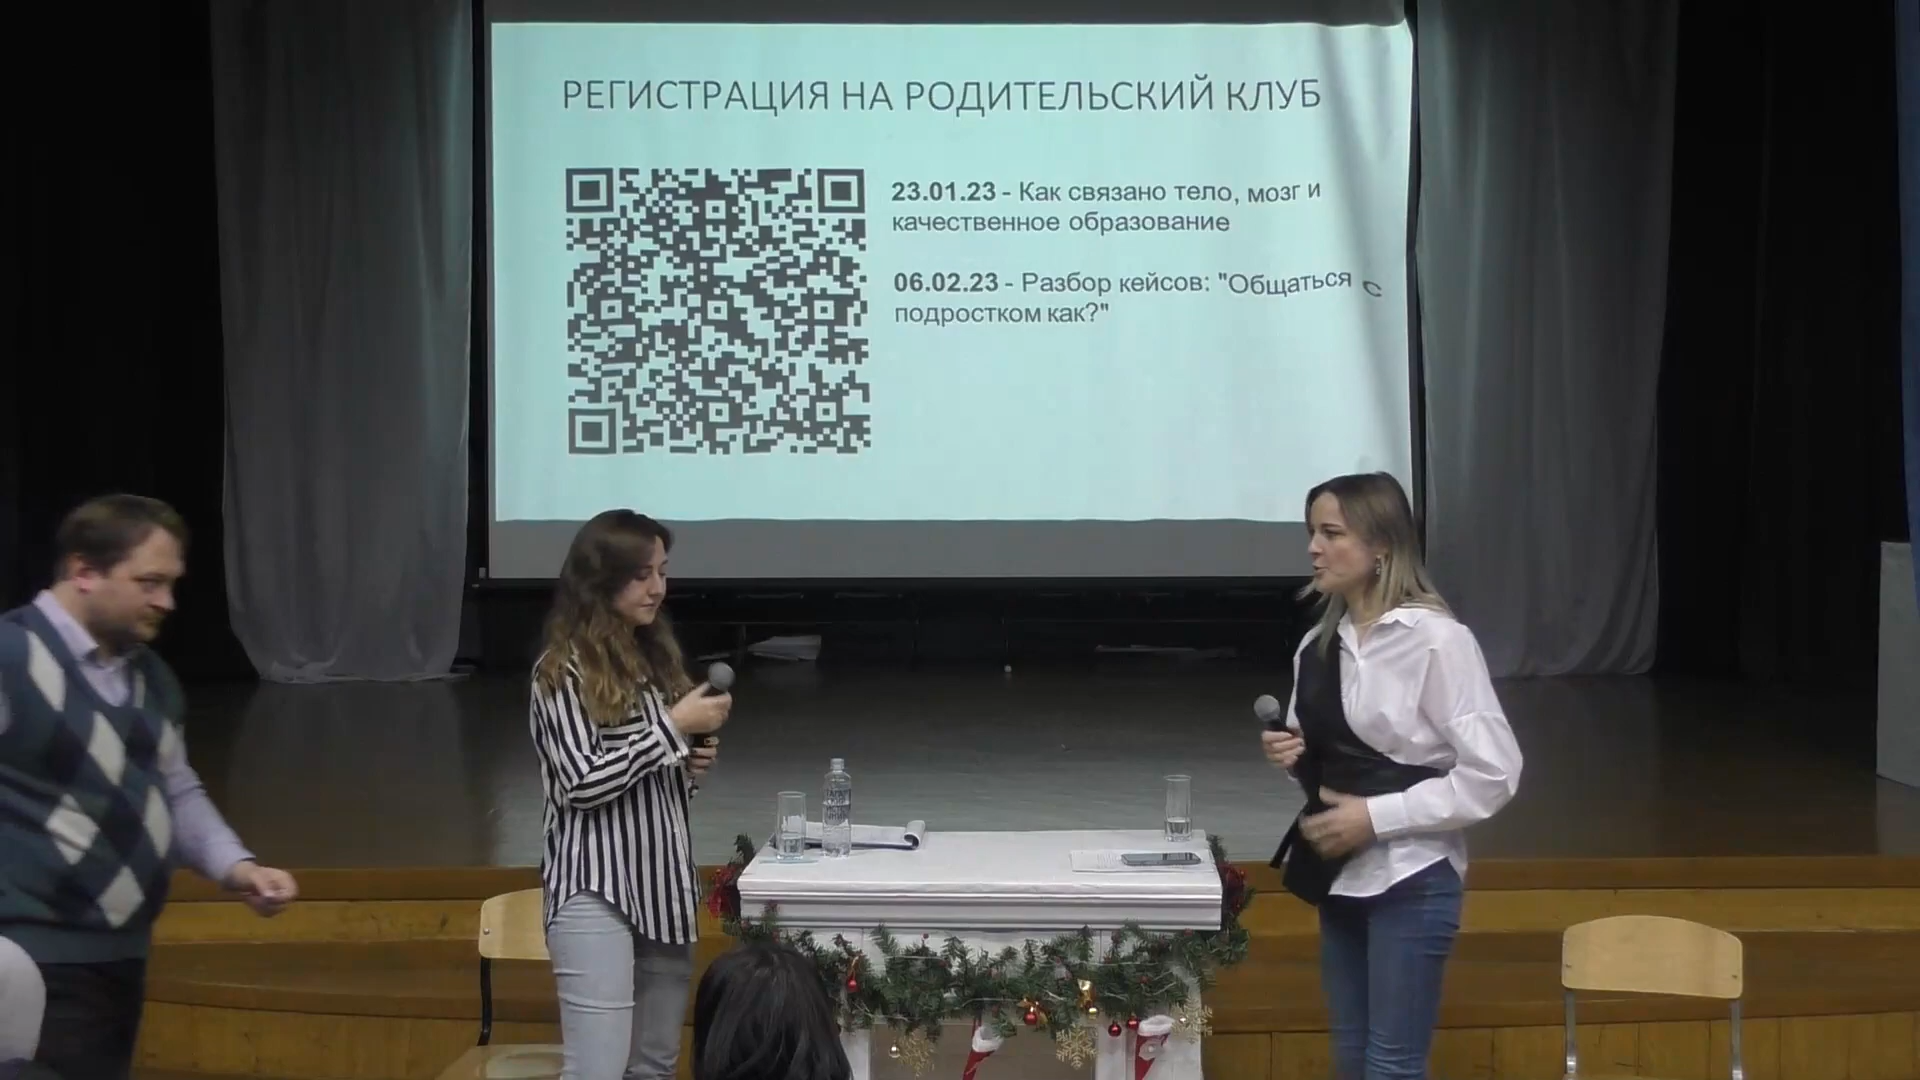 РЕГИСТРАЦИЯ НА РОДИТЕЛЬСКИЙ КЛУБ
23.01.23 - Как связано тело, мозг и
качественное образование
06.02.23 - Разбор кейсов: "Общаться с
подростком как?"